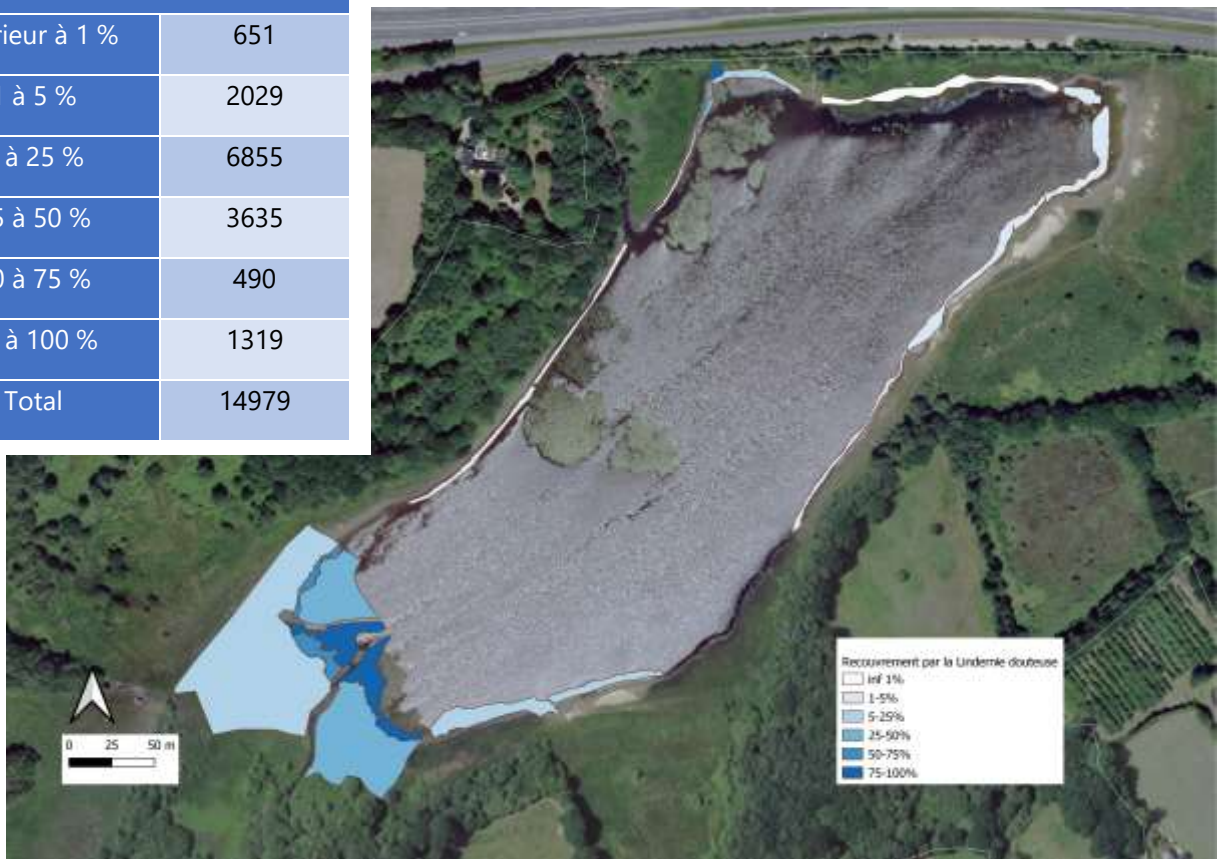 rieur à 1 % 651
à 5 % 2029
à 25 % 6855
à 50 % 3635
à 75 % 490
à 100 % 1319
Total 14979
Recouvrement par la Lindernie douteuse
inf 1%
1-5%
5-25%
25-50%
50-75%
75-100%
0 25 50 m